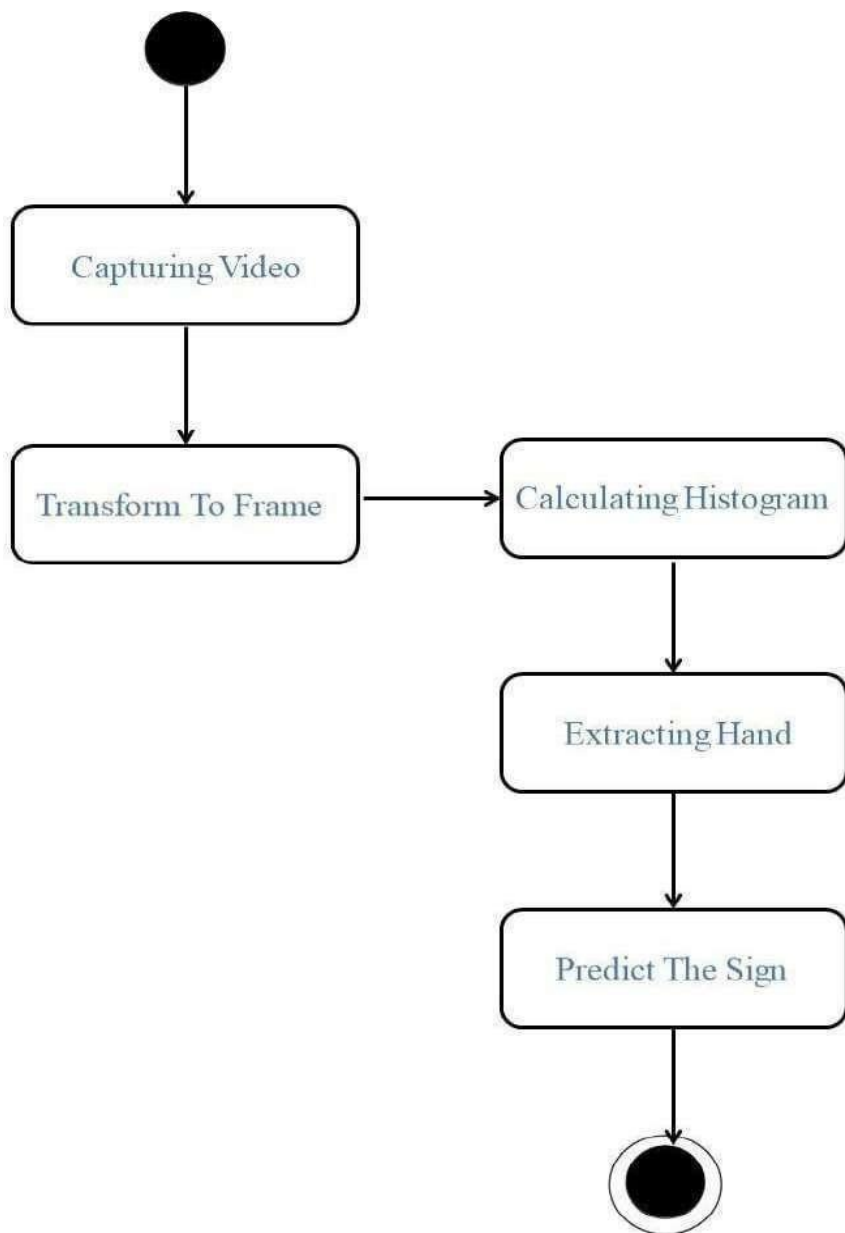 Capturing Video
Transform To Frame
Calculating Histogram
Extracting Hand
Predict The Sign